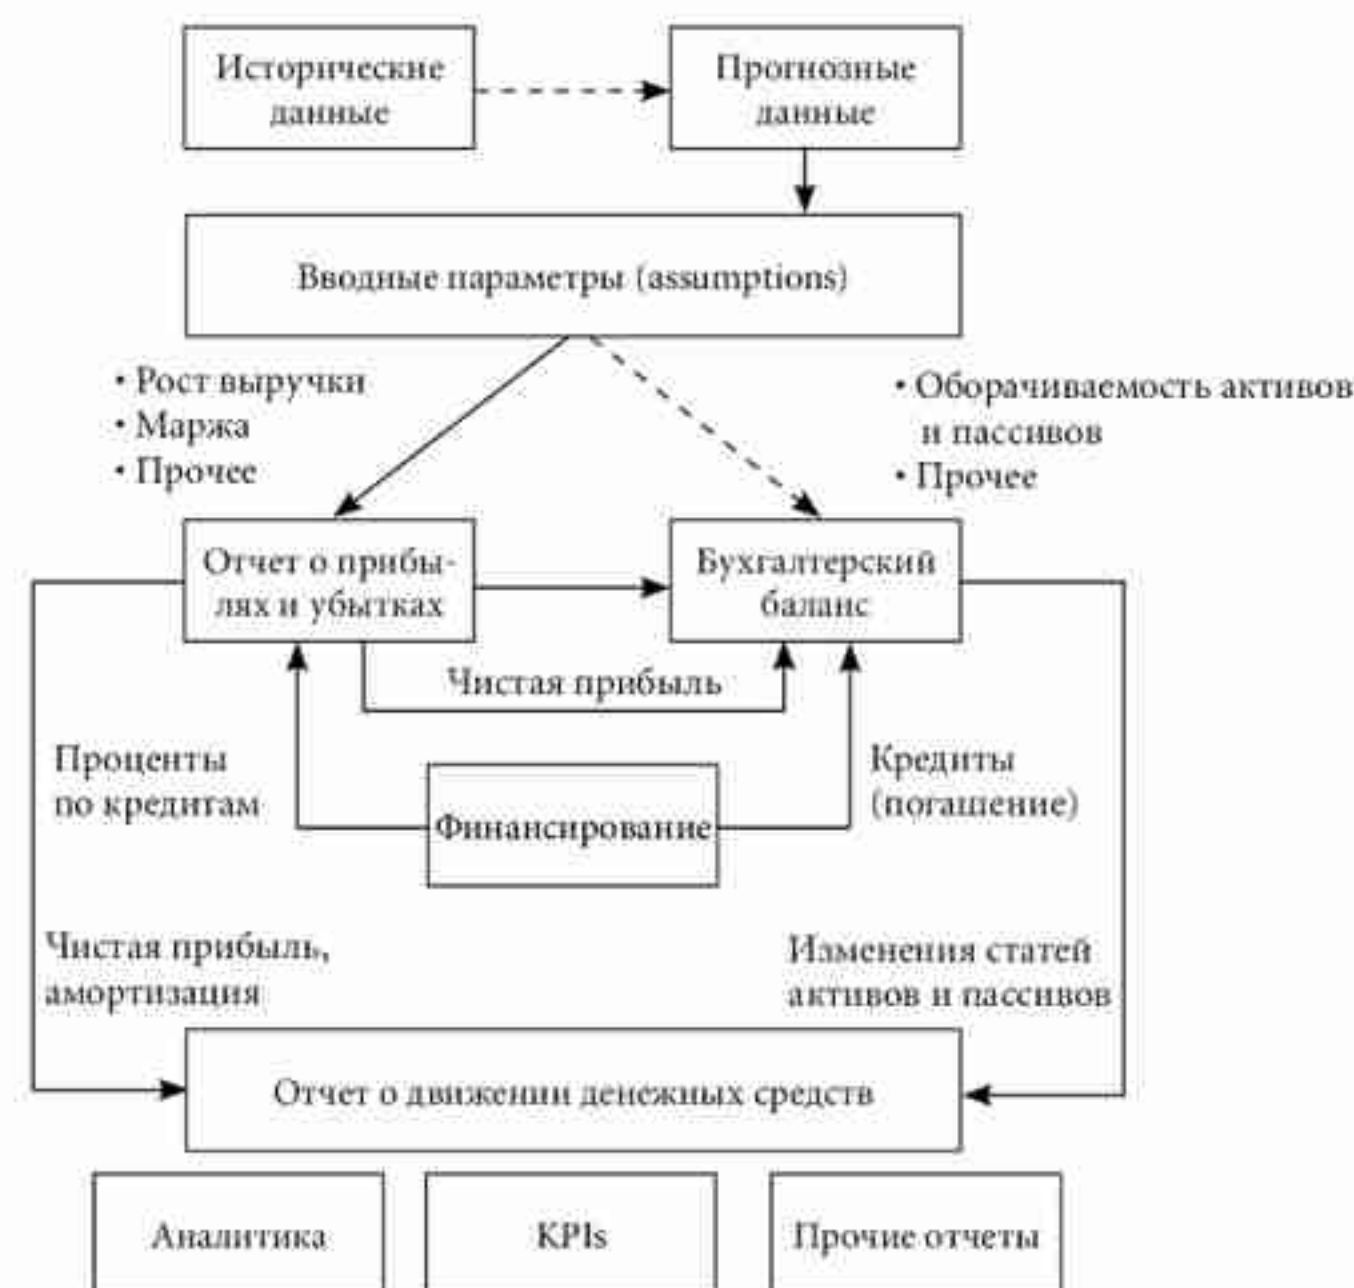 Исторические
данные
Прогнозные
данные
Вводные параметры (assumptions)
• Рост выручки
• Маржа
• Прочее
• Оборачиваемость активов
и пассивов
• Прочее
Отчет о прибы-
лях и убытках
Бухгалтерский
баланс
Чистая прибыль
Проценты
по кредитам
Финансирование
Кредиты
(погашение)
Чистая прибыль,
амортизация
Изменения статей
активов и пассивов
Отчет о движении денежных средств
Аналитика
KPIs
Прочие отчеты